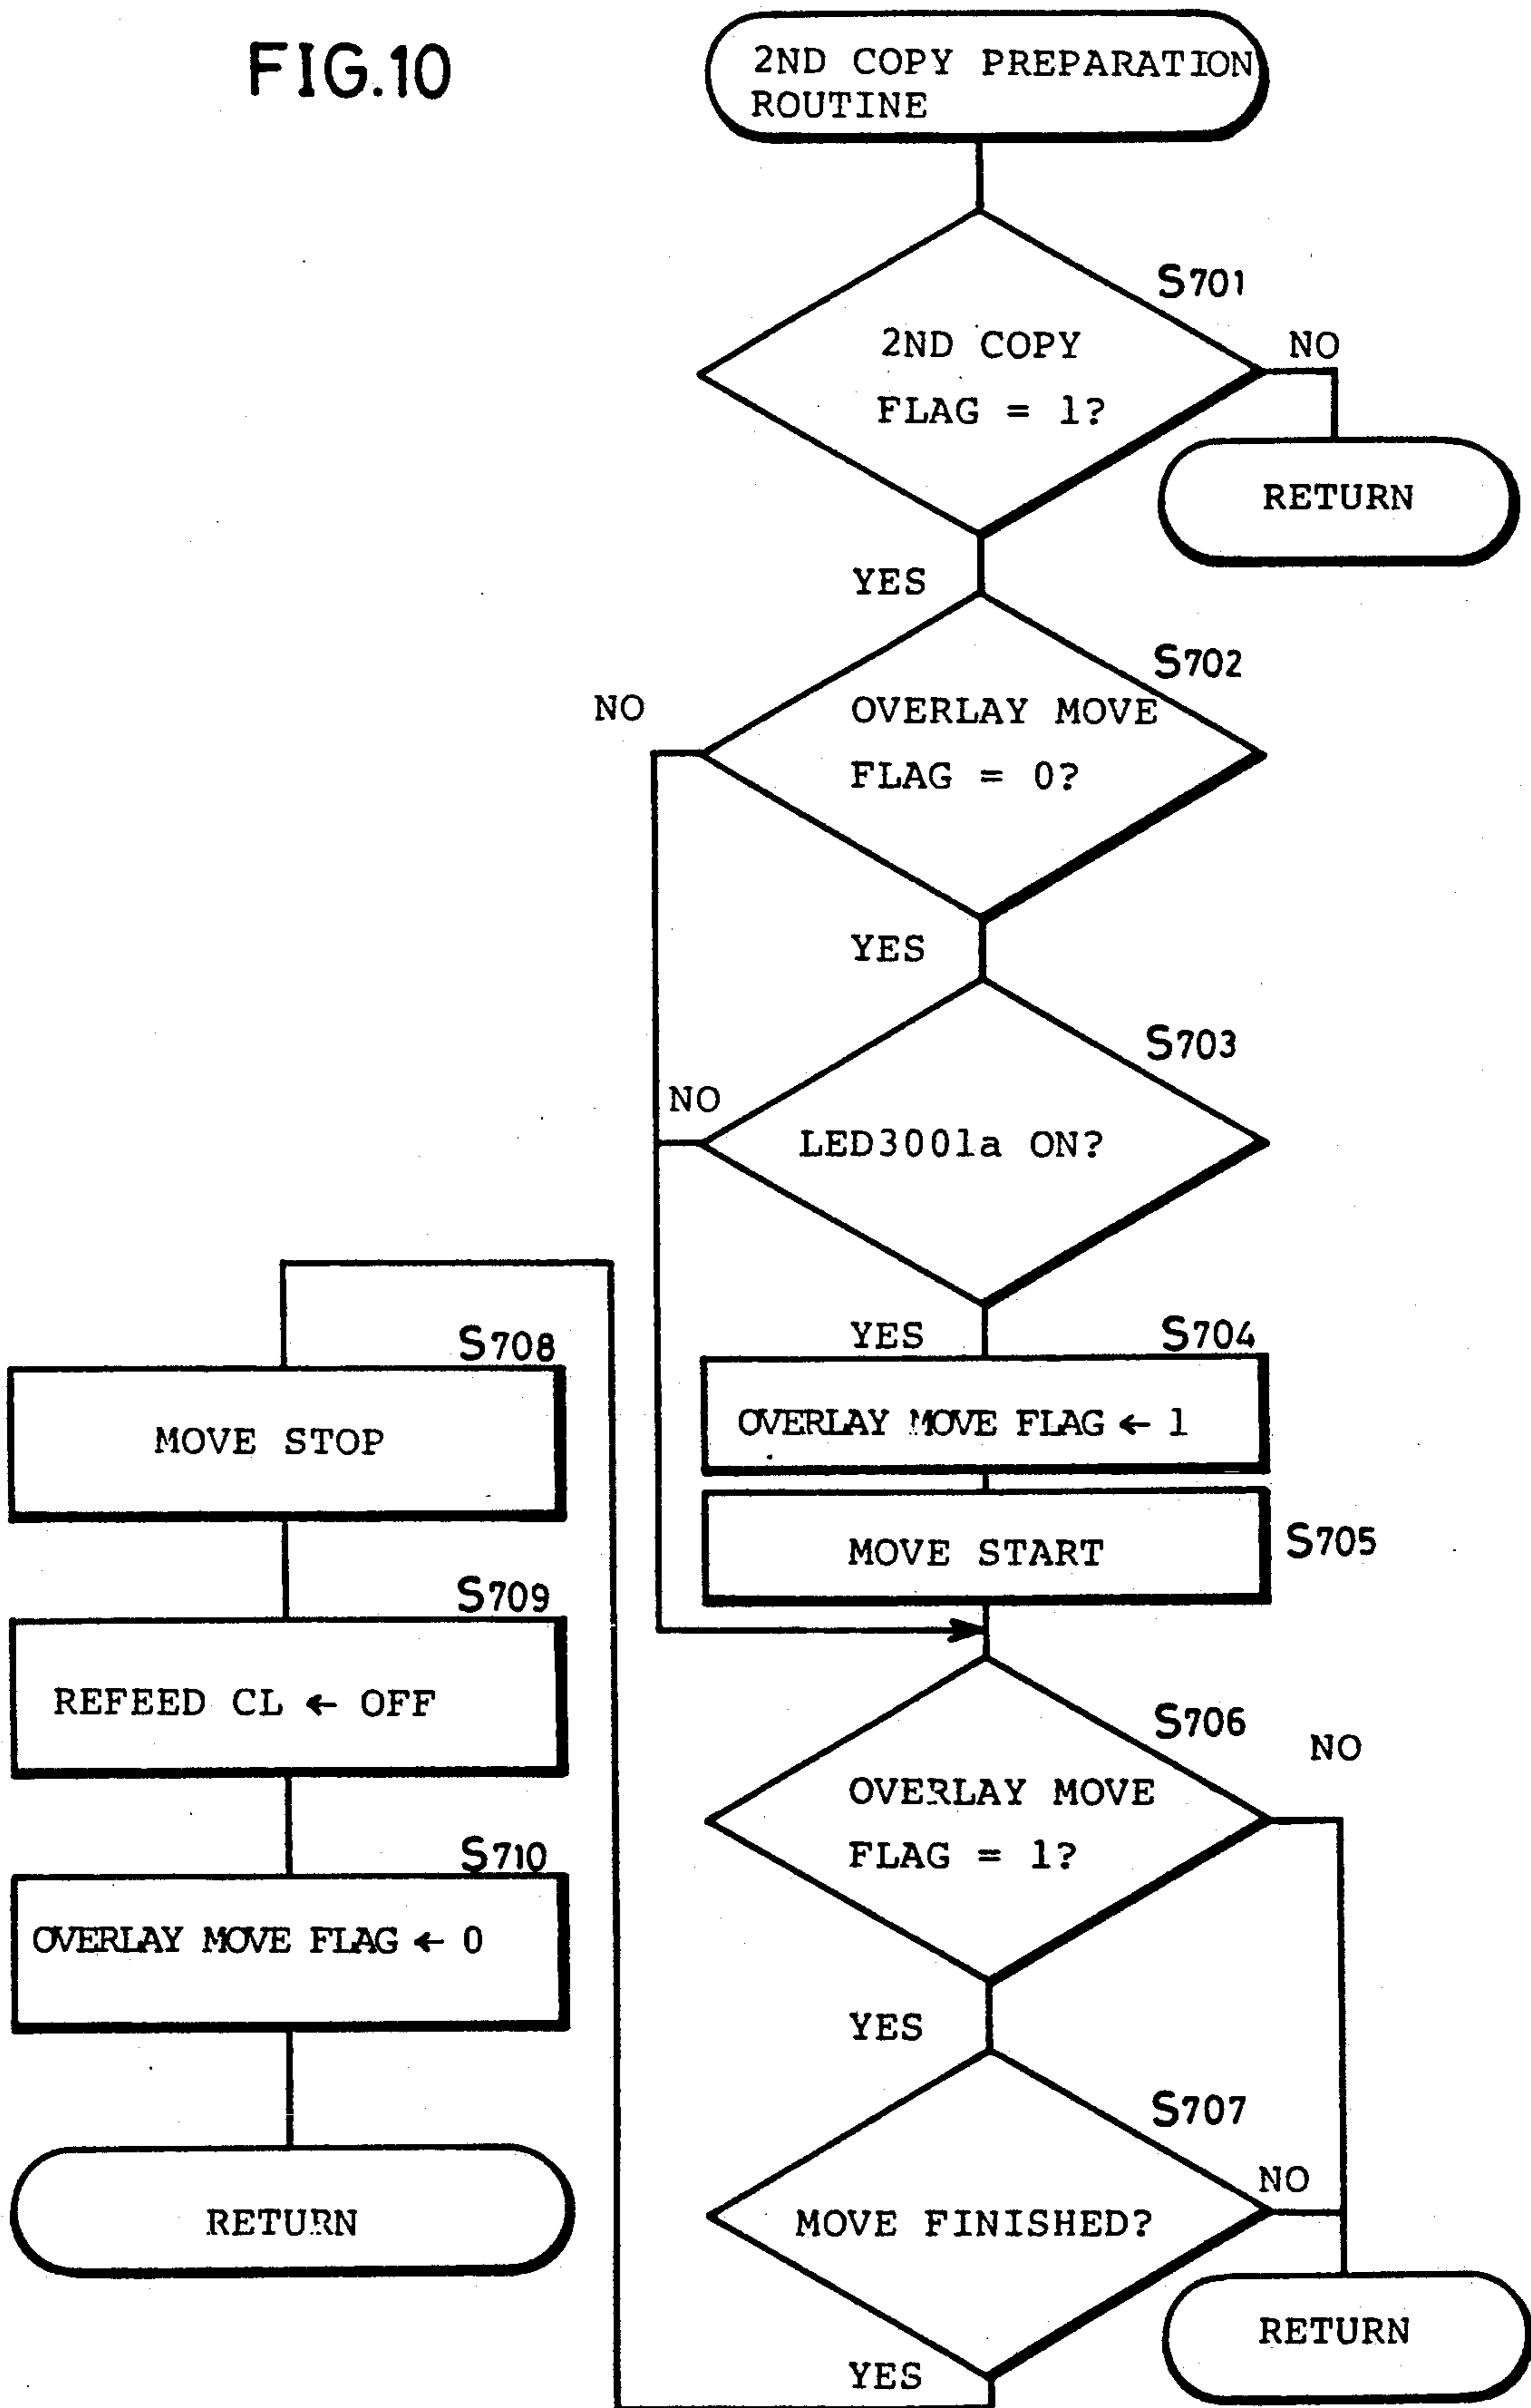 FIG.10
2ND COPY PREPARATION
ROUTINE
S701
2ND COPY
FLAG = 1?
NO
RETURN
YES
S702
NO
OVERLAY MOVE
FLAG = 0?
YES
S703
NO
LED3001a ON?
YES
S704
OVERLAY MOVE FLAG ← 1
MOVE START
S705
S706
NO
OVERLAY MOVE
FLAG = 1?
YES
S707
NO
MOVE FINISHED?
RETURN
YES
S708
MOVE STOP
S709
REFEED CL ← OFF
S710
OVERLAY MOVE FLAG ← 0
RETURN